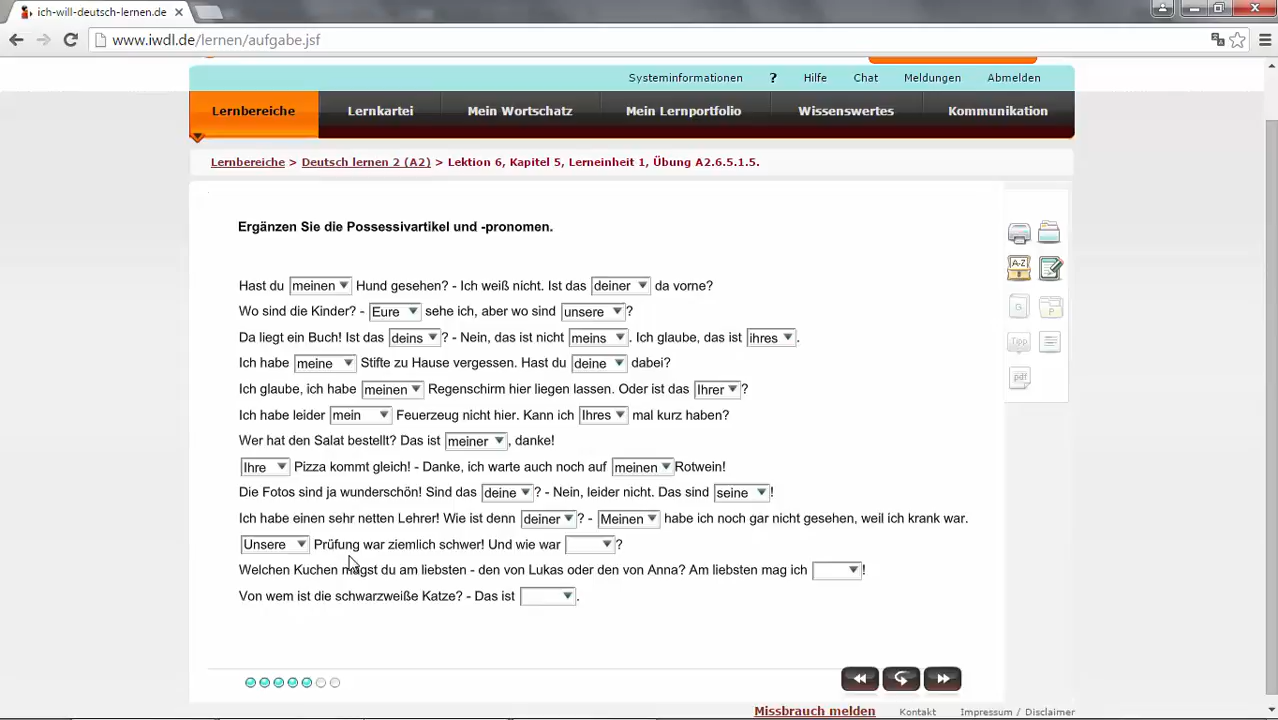 ich-will-deutsch-lernen.de
www.iwdl.de/lernen/aufgabe.jsf
Systeminformationen ? Hilfe Chat Meldungen Abmelden
Lernbereiche Lernkartei Mein Wortschatz Mein Lernportfolio Wissenswertes Kommunikation
Lernbereiche > Deutsch lernen 2 (A2) > Lektion 6, Kapitel 5, Lerneinheit 1, Übung A2.6.5.1.5.
Ergänzen Sie die Possessivartikel und -pronomen.
Hast du meinen Hund gesehen? - Ich weiß nicht. Ist das deiner da vorne?
Wo sind die Kinder? - Eure sehe ich, aber wo sind unsere ?
Da liegt ein Buch! Ist das deins ? - Nein, das ist nicht meins . Ich glaube, das ist ihres .
Ich habe meine Stifte zu Hause vergessen. Hast du deine dabei?
Ich glaube, ich habe meinen Regenschirm hier liegen lassen. Oder ist das Ihrer ?
Ich habe leider mein Feuerzeug nicht hier. Kann ich Ihres mal kurz haben?
Wer hat den Salat bestellt? Das ist meiner , danke!
Ihre Pizza kommt gleich! - Danke, ich warte auch noch auf meinen Rotwein!
Die Fotos sind ja wunderschön! Sind das deine ? - Nein, leider nicht. Das sind seine !
Ich habe einen sehr netten Lehrer! Wie ist denn deiner ? - Meinen habe ich noch gar nicht gesehen, weil ich krank war.
Unsere Prüfung war ziemlich schwer! Und wie war ?
Welchen Kuchen magst du am liebsten - den von Lukas oder den von Anna? Am liebsten mag ich !
Von wem ist die schwarzweiße Katze? - Das ist .
A-Z
Tipp
pdf
Missbrauch melden Kontakt Impressum / Disclaimer